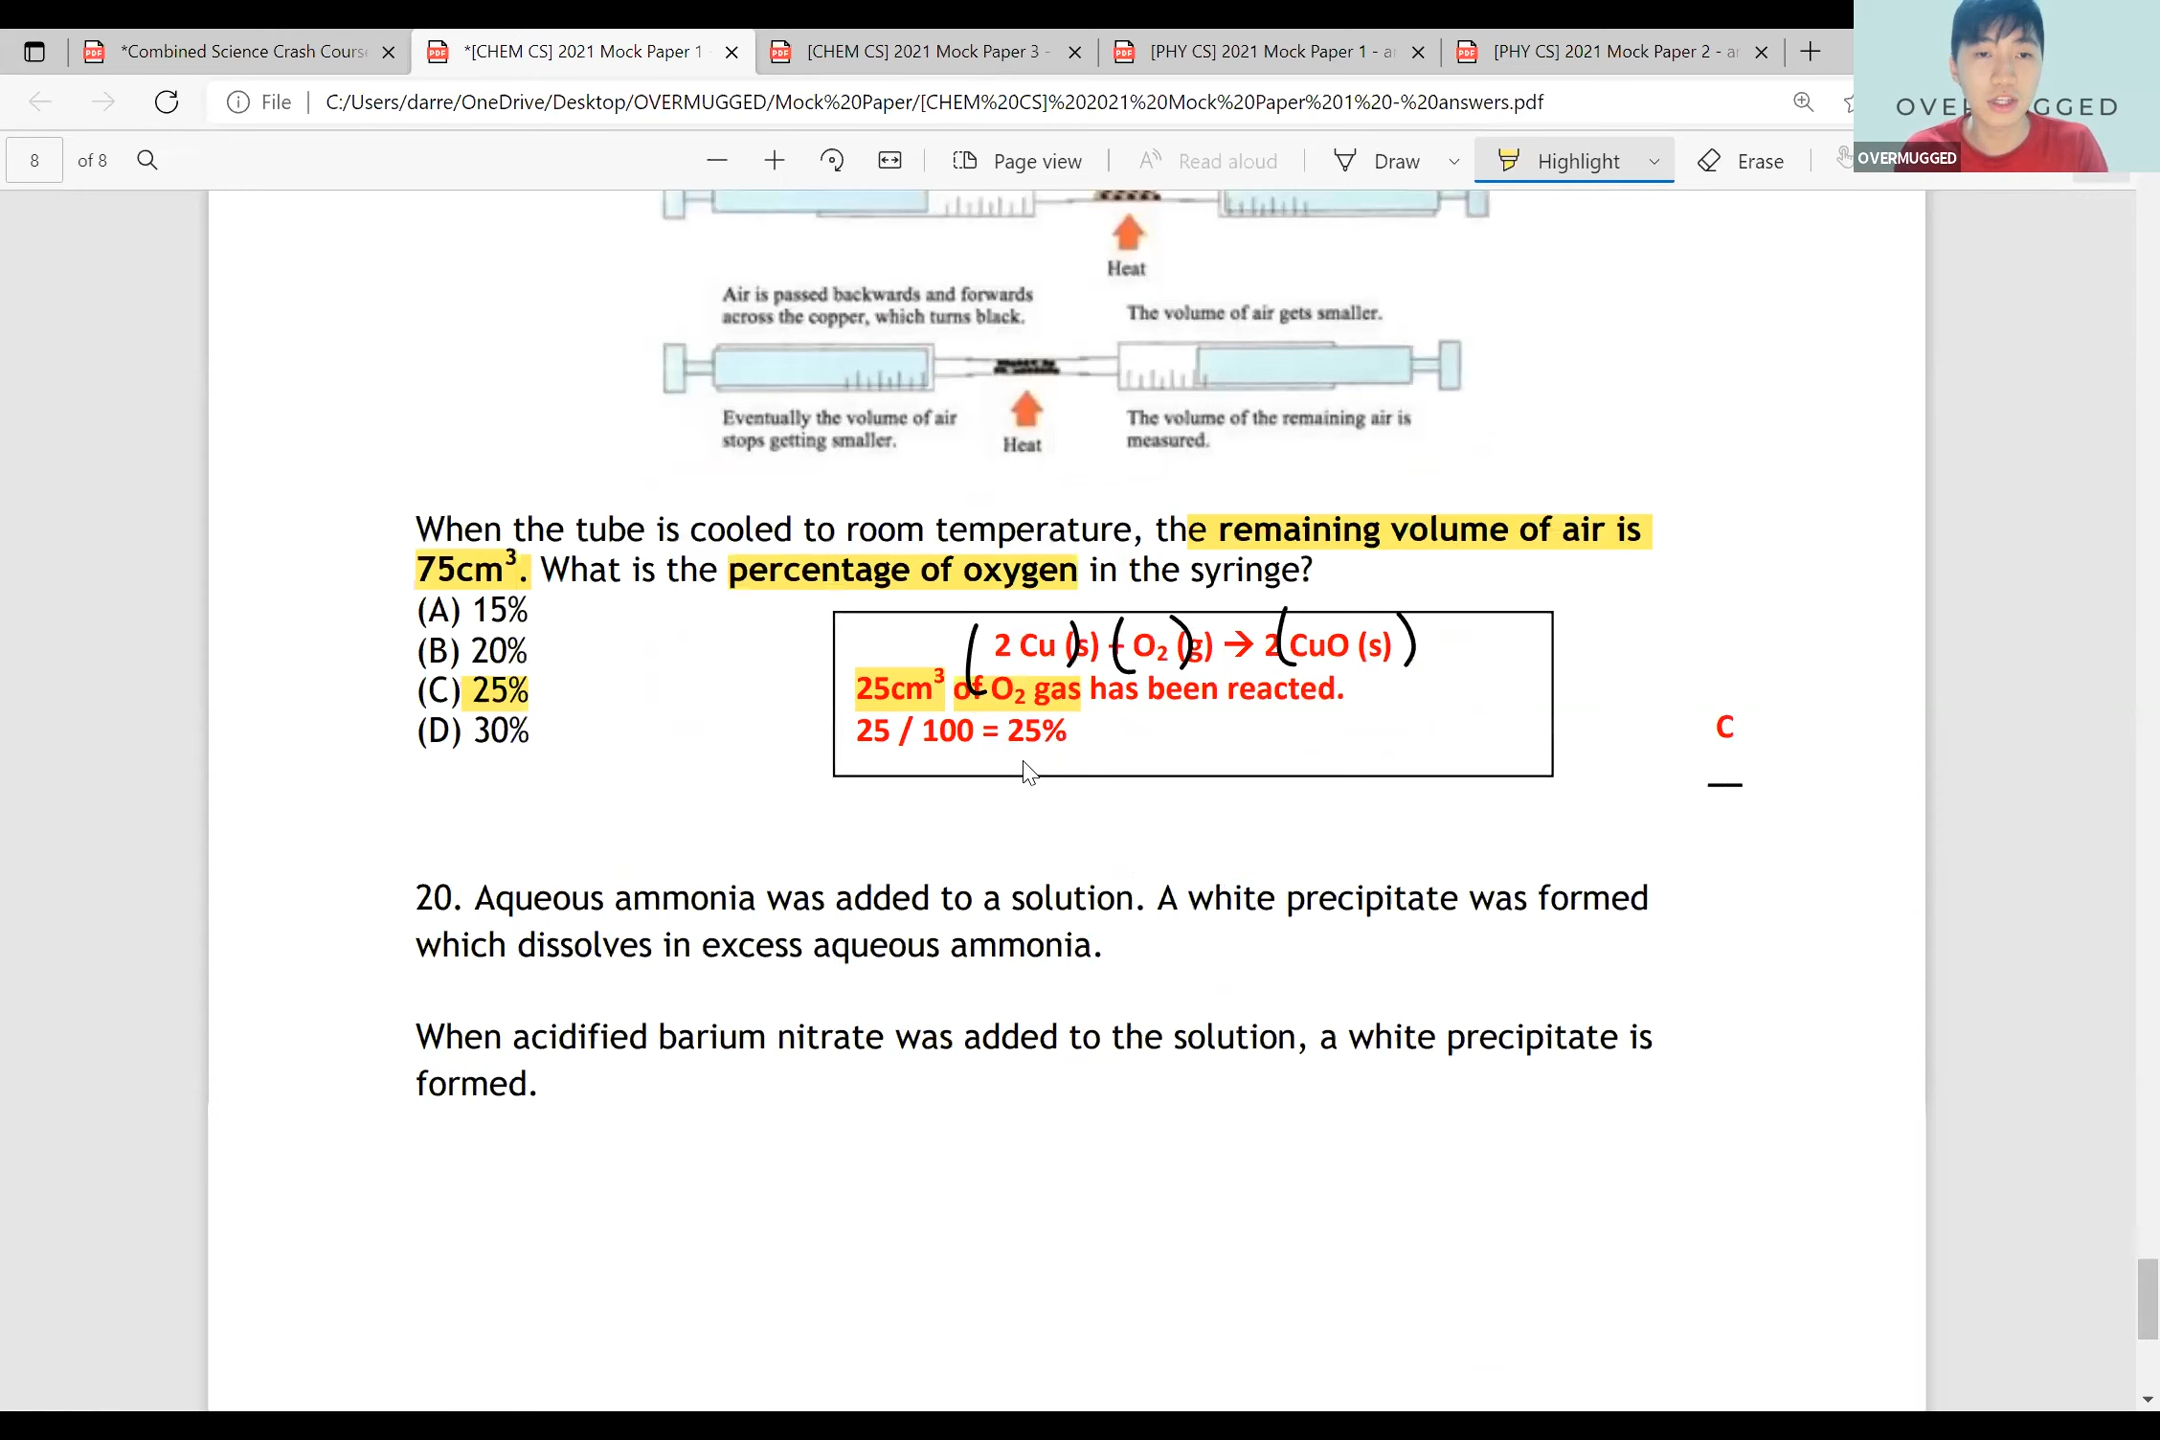 *Combined Science Crash Cours
*[CHEM CS] 2021 Mock Paper 1
[CHEM CS] 2021 Mock Paper 3 -
[PHY CS] 2021 Mock Paper 1 - a
[PHY CS] 2021 Mock Paper 2 - a
File
C:/Users/darre/OneDrive/Desktop/OVERMUGGED/Mock%20Paper/[CHEM%20CS]%202021%20Mock%20Paper%201%20-%20answers.pdf
OVE GGED
OVERMUGGED
8 of 8
Page view
Read aloud
Draw
Highlight
Erase
Heat
Air is passed backwards and forwards
across the copper, which turns black.
The volume of air gets smaller.
Eventually the volume of air
stops getting smaller.
Heat
The volume of the remaining air is
measured.
When the tube is cooled to room temperature, the remaining volume of air is
75cm³. What is the percentage of oxygen in the syringe?
(A) 15%
(B) 20%
(C) 25%
(D) 30%
2 Cu (s) + O₂ (g) → 2 CuO (s)
25cm³ of O₂ gas has been reacted.
25 / 100 = 25%
C
20. Aqueous ammonia was added to a solution. A white precipitate was formed
which dissolves in excess aqueous ammonia.
When acidified barium nitrate was added to the solution, a white precipitate is
formed.